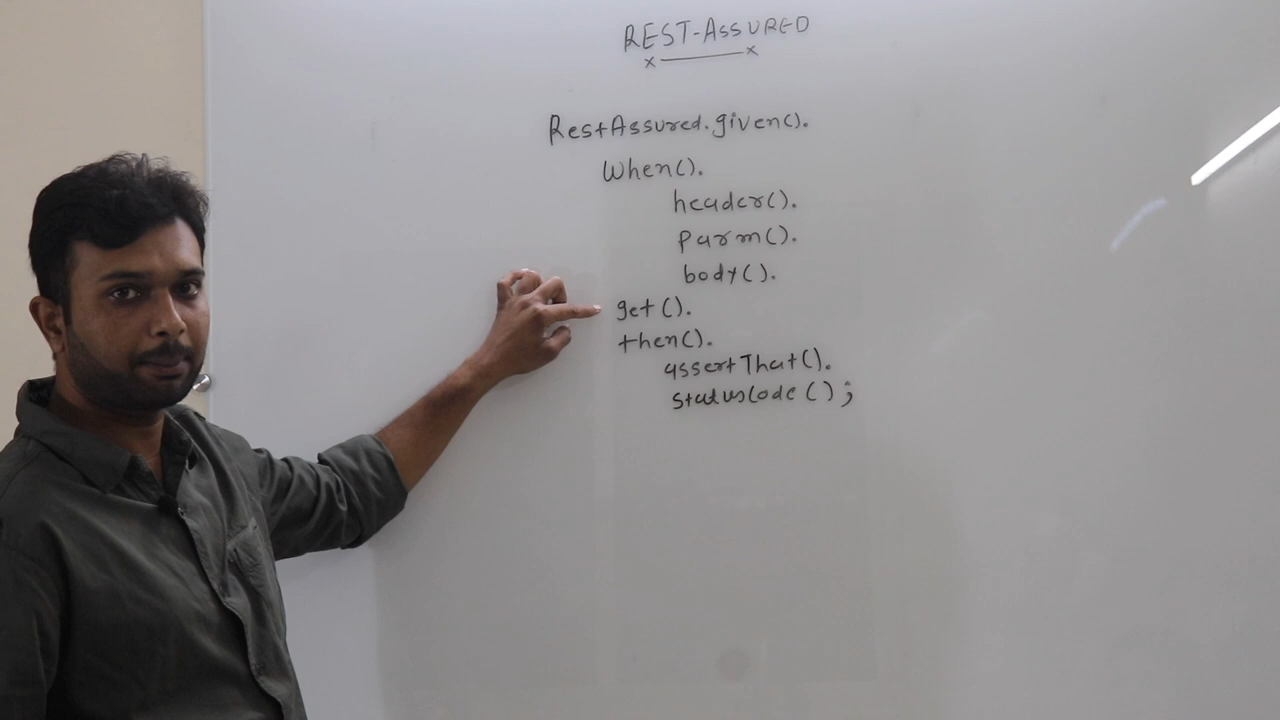 REST-ASSURED
RestAssured.given().
When().
header().
parm().
body().
get().
then().
assertThat().
statusCode();